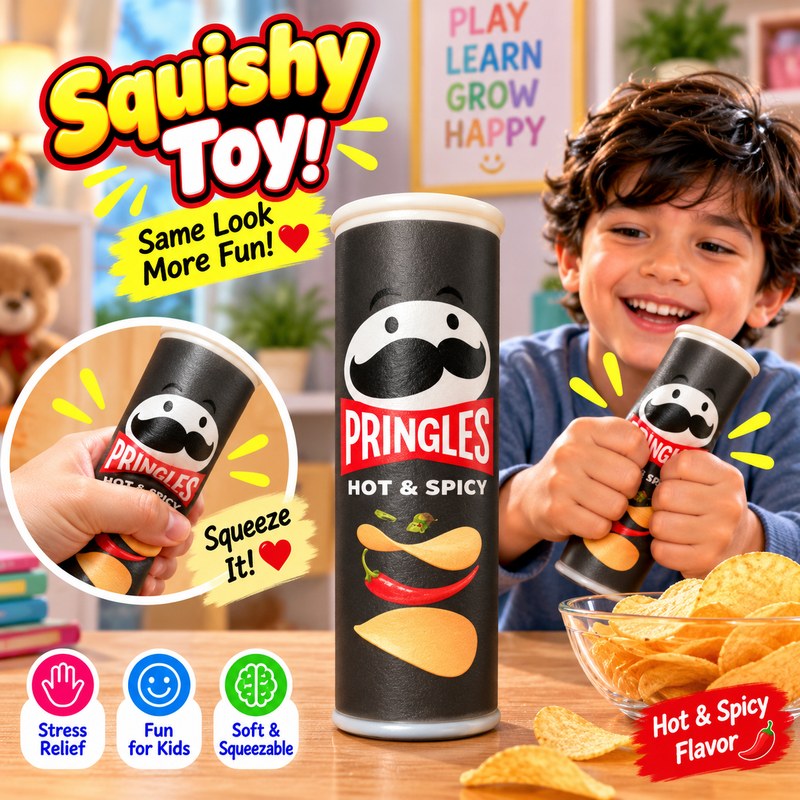 Squishy
Toy!
Same Look
More Fun!
PLAY
LEARN
GROW
HAPPY
PRINGLES
HOT & SPICY
Squeeze
It!
PRINGLES
HOT & SPICY
PRINGLES
SP
Stress
Relief
Fun
for Kids
Soft &
Squeezable
Hot & Spicy
Flavor